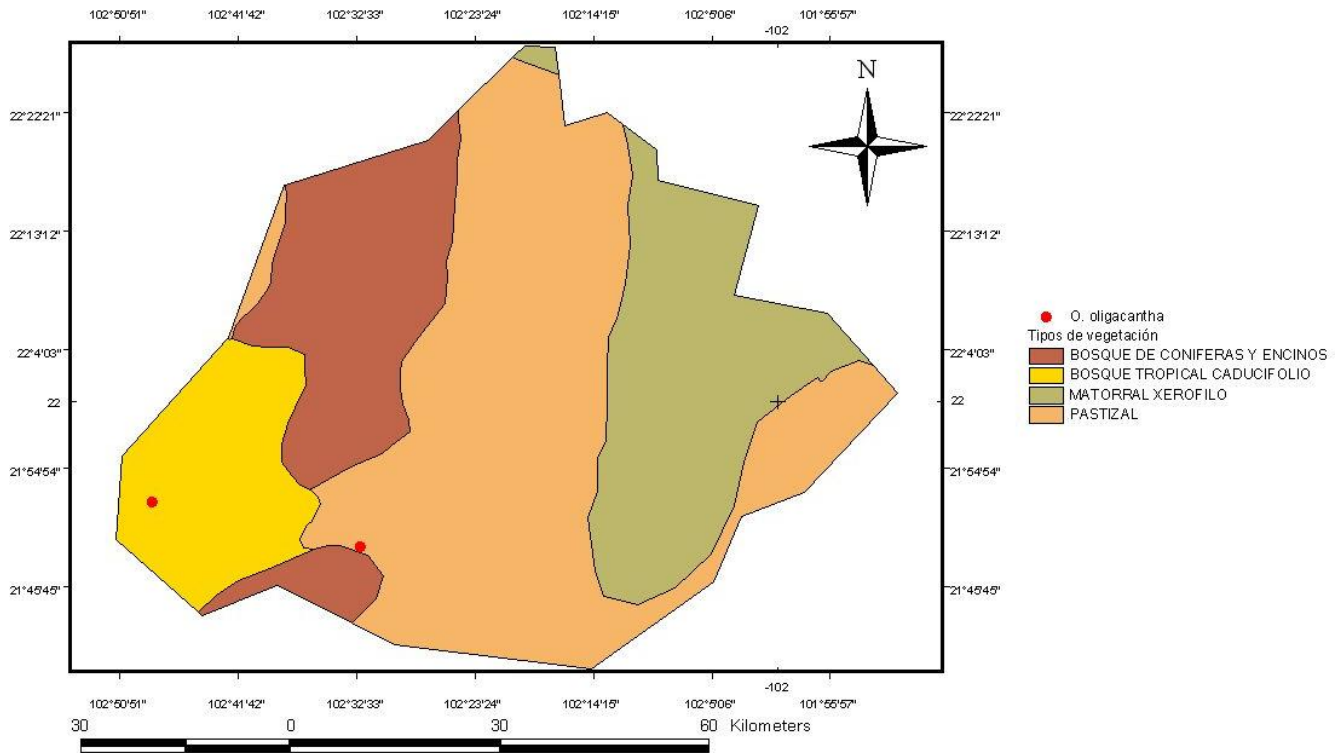 102°50'51" 102°41'42" 102°32'33" 102°23'24" 102°14'15" 102°5'06" -102 101°55'57"
N
22°22'21" 22°22'21"
22°13'12" 22°13'12"
O. oligacantha
Tipos de vegetación
22°4'03" 22°4'03"
BOSQUE DE CONIFERAS Y ENCINOS
BOSQUE TROPICAL CADUCIFOLIO
MATORRAL XEROFILO
22 22
PASTIZAL
21°54'54" 21°54'54"
21°45'45" 21°45'45"
102°50'51" 102°41'42" 102°32'33" 102°23'24" 102°14'15" 102°5'06" -102 101°55'57"
30 0 30 60 Kilometers